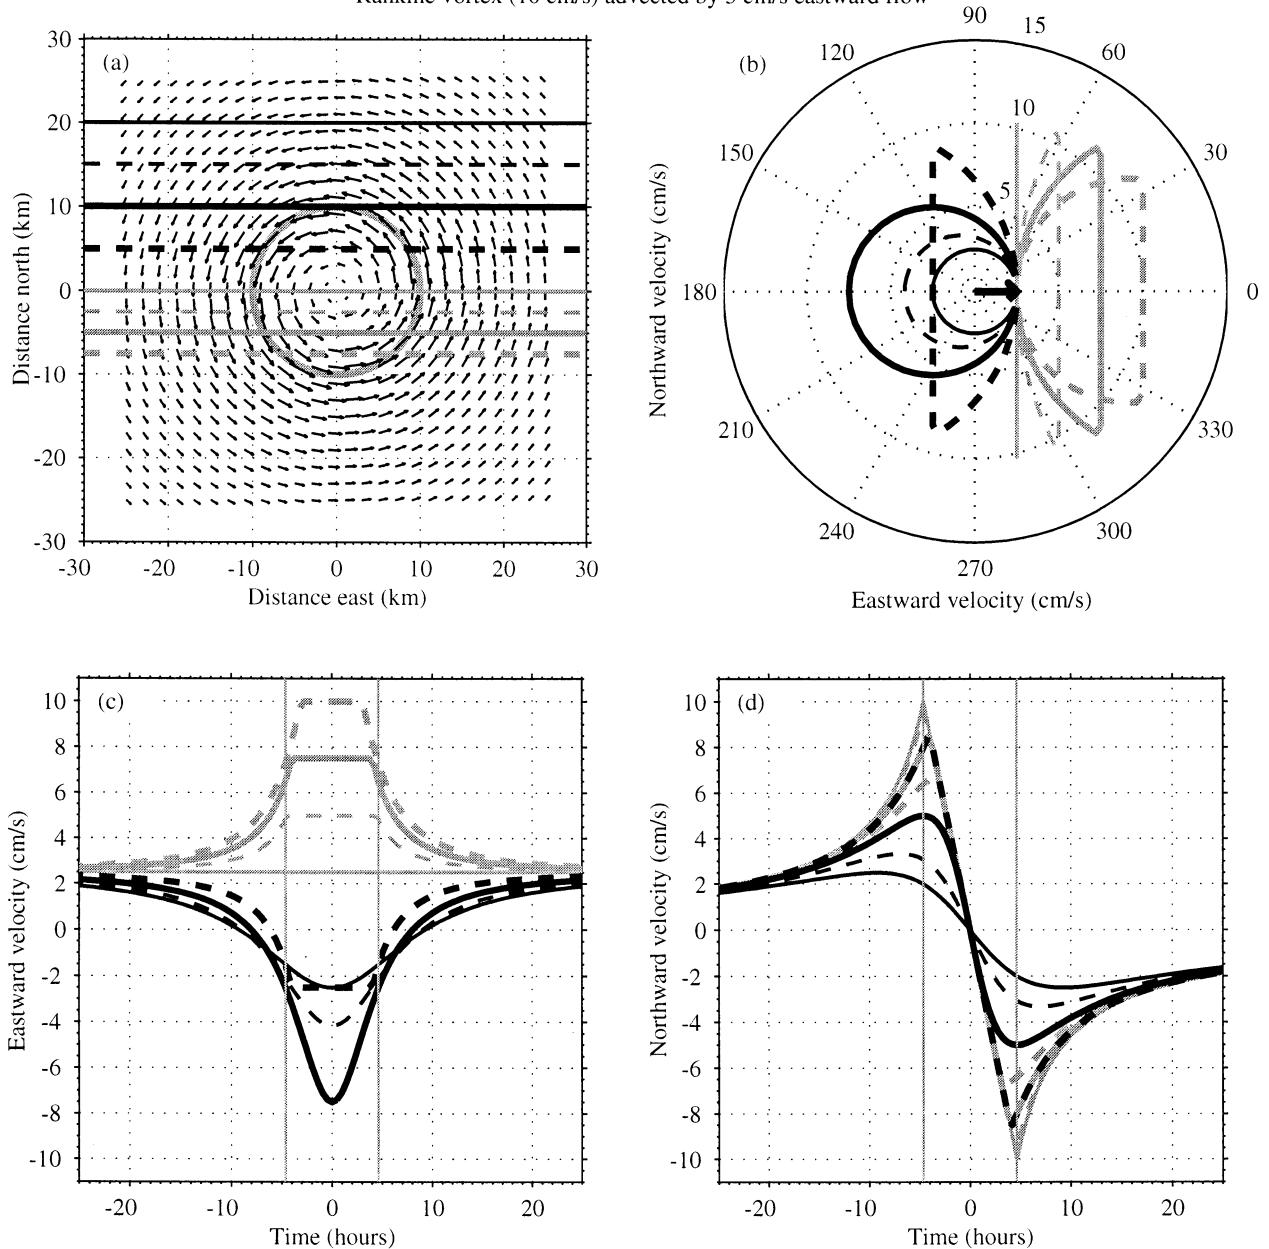 Rankine vortex (10 cm/s) advected by 5 cm/s eastward flow
(a)
30
20
10
0
-10
-20
-30
-30 -20 -10 0 10 20 30
Distance north (km)
Distance east (km)
(b)
90
15
120
60
10
150
30
5
180
0
210
330
240
300
270
Northward velocity (cm/s)
Eastward velocity (cm/s)
(c)
10
8
6
4
2
0
-2
-4
-6
-8
-10
-20 -10 0 10 20
Eastward velocity (cm/s)
Time (hours)
(d)
10
8
6
4
2
0
-2
-4
-6
-8
-10
-20 -10 0 10 20
Northward velocity (cm/s)
Time (hours)